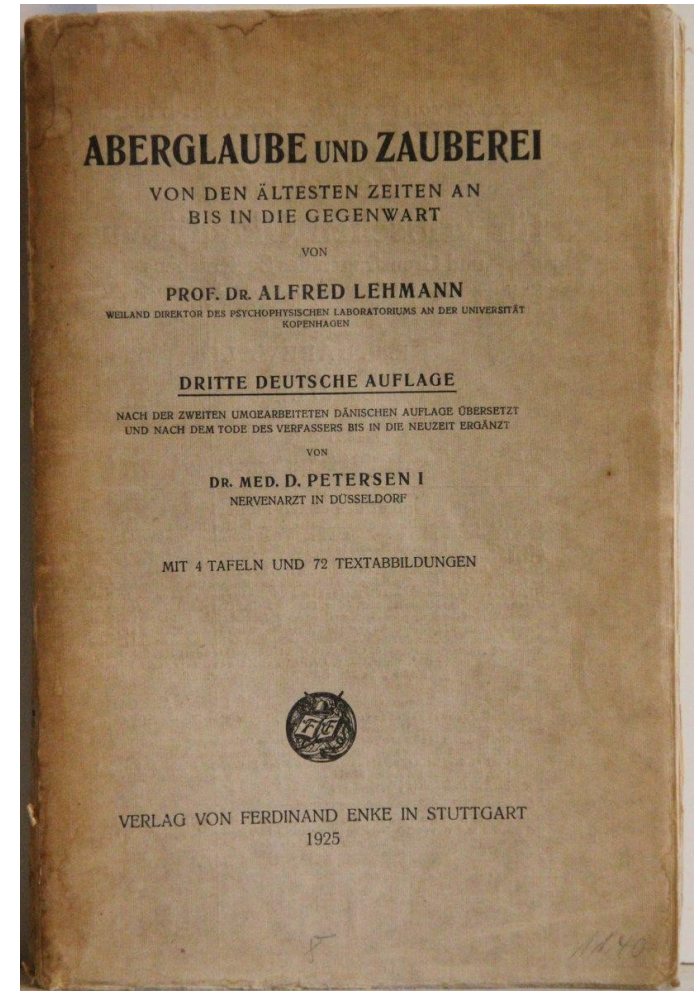 ABERGLAUBE UND ZAUBEREI
VON DEN ÄLTESTEN ZEITEN AN
BIS IN DIE GEGENWART
VON
PROF. DR. ALFRED LEHMANN
WEILAND DIREKTOR DES PSYCHOPHYSISCHEN LABORATORIUMS AN DER UNIVERSITÄT
KOPENHAGEN
DRITTE DEUTSCHE AUFLAGE
NACH DER ZWEITEN UMGEARBEITETEN DÄNISCHEN AUFLAGE ÜBERSETZT
UND NACH DEM TODE DES VERFASSERS BIS IN DIE NEUZEIT ERGÄNZT
VON
DR. MED. D. PETERSEN I
NERVENARZT IN DÜSSELDORF
MIT 4 TAFELN UND 72 TEXTABBILDUNGEN
F E
VERLAG VON FERDINAND ENKE IN STUTTGART
1925
8